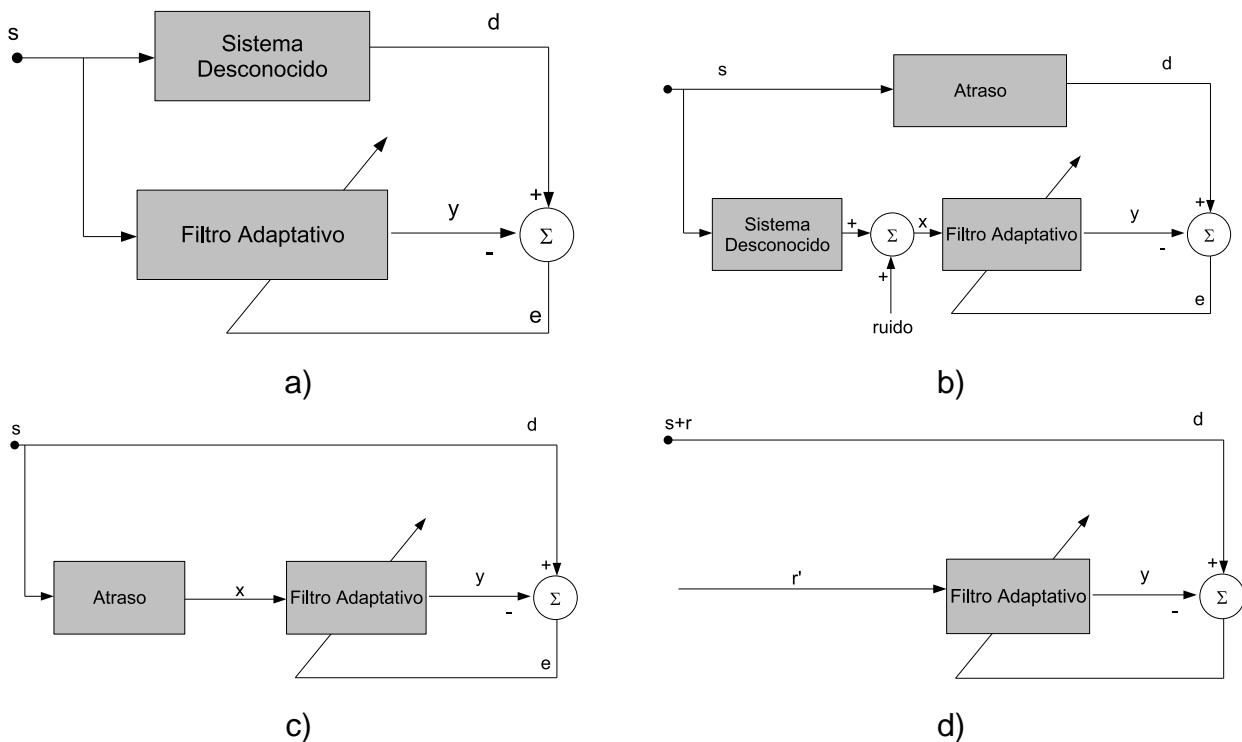 s
d
Sistema
Desconocido
+
Filtro Adaptativo
y
-
Σ
e
a)
s
d
Atraso
Sistema
Desconocido
+
Σ
+
ruido
x
Filtro Adaptativo
y
+
-
Σ
e
b)
s
d
Atraso
x
Filtro Adaptativo
y
+
-
Σ
e
c)
s+r
d
r'
Filtro Adaptativo
y
+
-
Σ
d)